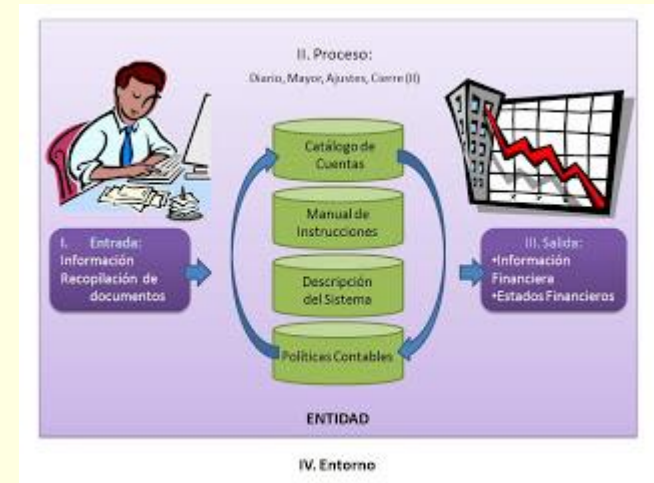 II. Proceso:
Diario, Mayor, Ajustes, Cierre (II)
Catálogo de
Cuentas
Manual de
Instrucciones
Descripción
del Sistema
Políticas Contables
I. Entrada:
Información
Recopilación de
documentos
III. Salida:
•Información
Financiera
•Estados Financieros
ENTIDAD
IV. Entorno